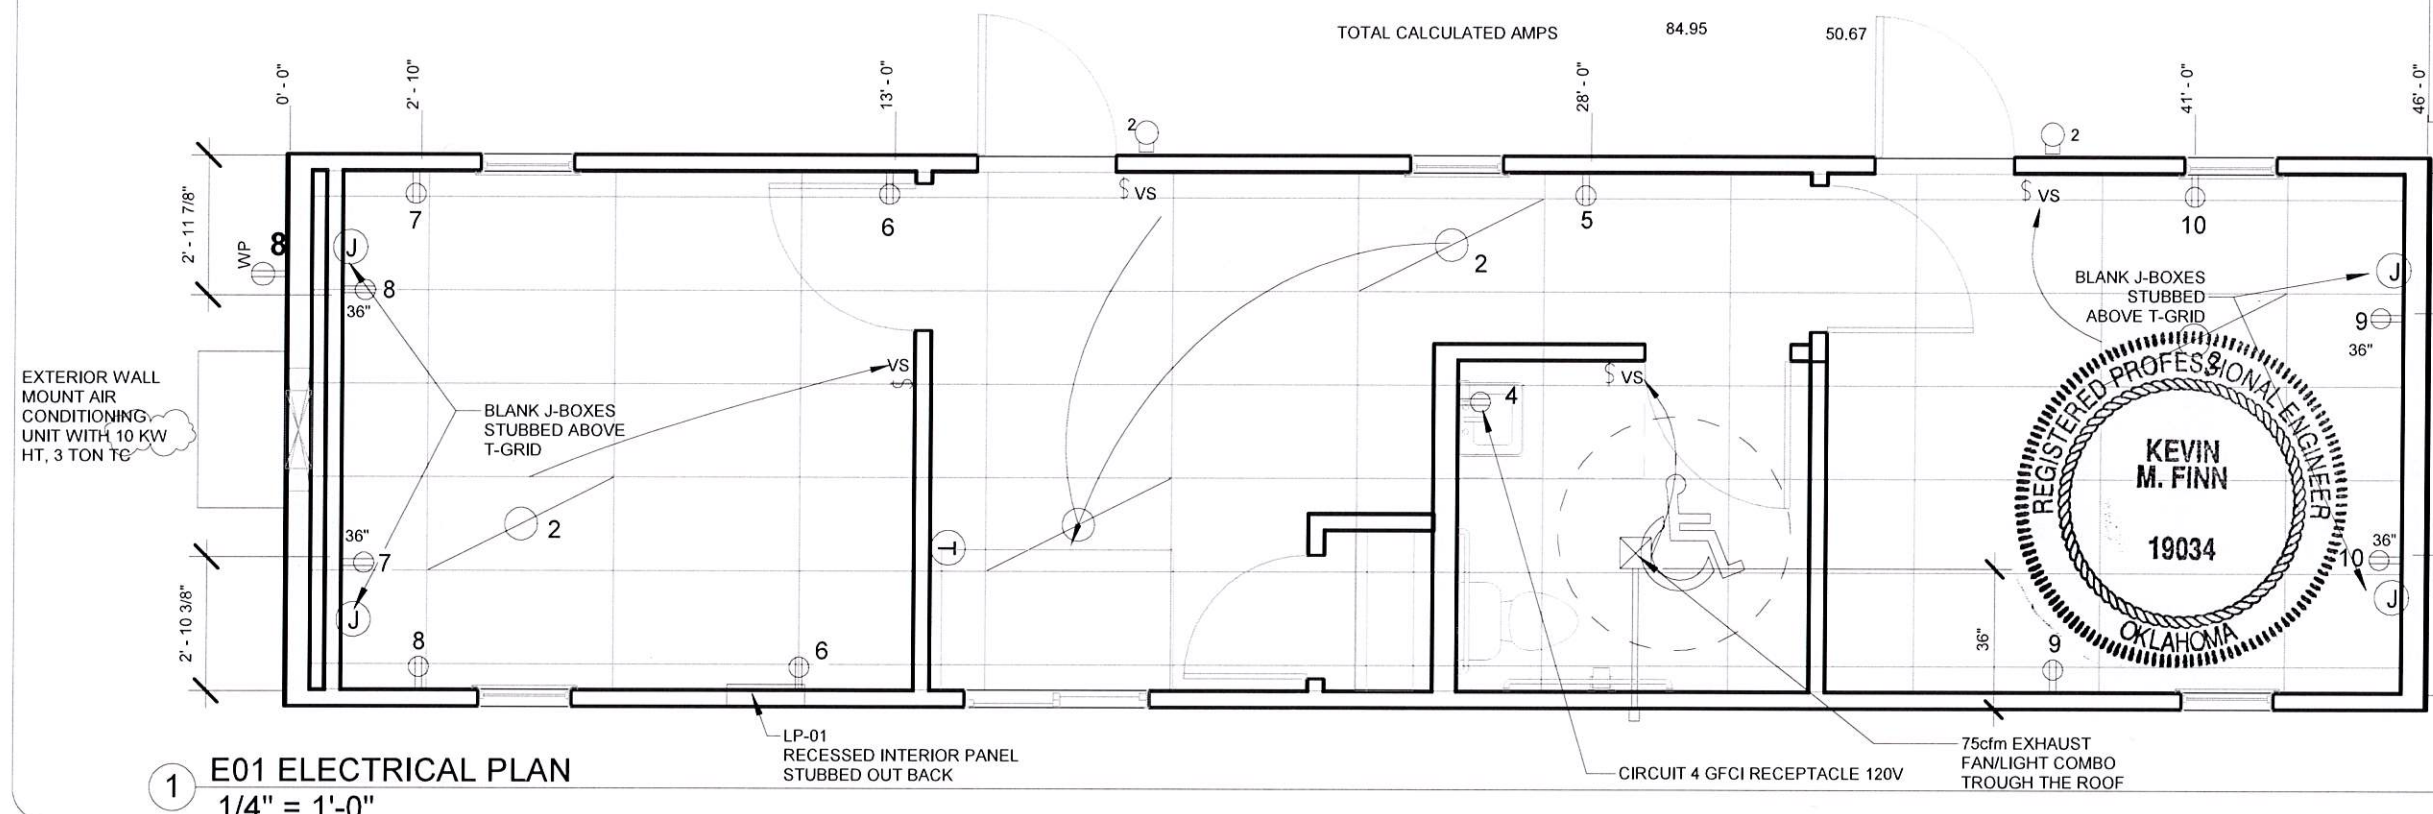 TOTAL CALCULATED AMPS 84.95 50.67
0' - 0"
2' - 10"
13' - 0"
28' - 0"
41' - 0"
46' - 0"
2
2
2' - 11 7/8"
WP
8
J
7
6
$ VS
5
$ VS
10
8
36"
2
BLANK J-BOXES
STUBBED
ABOVE T-GRID
J
9
36"
EXTERIOR WALL
MOUNT AIR
CONDITIONING
UNIT WITH 10 KW
HT, 3 TON TC
VS
$
BLANK J-BOXES
STUBBED ABOVE
T-GRID
4
$ VS
2
REGISTERED PROFESSIONAL ENGINEER
KEVIN
M. FINN
19034
OKLAHOMA
36"
7
2
T
36"
10
J
J
2' - 10 3/8"
8
6
36"
9
LP-01
RECESSED INTERIOR PANEL
STUBBED OUT BACK
CIRCUIT 4 GFCI RECEPTACLE 120V
75cfm EXHAUST
FAN/LIGHT COMBO
TROUGH THE ROOF
1
E01 ELECTRICAL PLAN
1/4" = 1'-0"